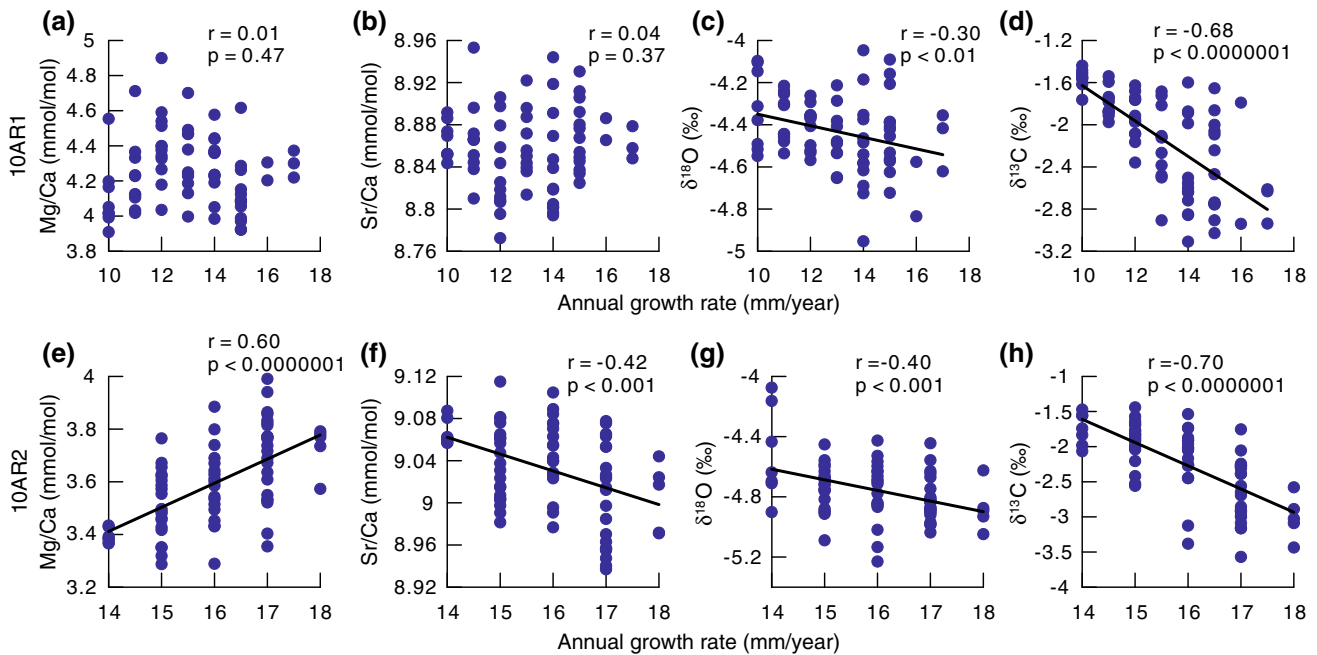 (a)
r = 0.01
p = 0.47
10AR1
Mg/Ca (mmol/mol)
5
4.8
4.6
4.4
4.2
4
3.8
10 12 14 16 18
(b)
r = 0.04
p = 0.37
Sr/Ca (mmol/mol)
8.96
8.92
8.88
8.84
8.8
8.76
10 12 14 16 18
(c)
r = -0.30
p < 0.01
δ18O (‰)
-4
-4.2
-4.4
-4.6
-4.8
-5
10 12 14 16 18
(d)
r = -0.68
p < 0.0000001
δ13C (‰)
-1.2
-1.6
-2
-2.4
-2.8
-3.2
10 12 14 16 18
Annual growth rate (mm/year)
(e)
r = 0.60
p < 0.0000001
10AR2
Mg/Ca (mmol/mol)
4
3.8
3.6
3.4
3.2
14 15 16 17 18
(f)
r = -0.42
p < 0.001
Sr/Ca (mmol/mol)
9.12
9.08
9.04
9
8.96
8.92
14 15 16 17 18
(g)
r = -0.40
p < 0.001
δ18O (‰)
-4
-4.4
-4.8
-5.2
14 15 16 17 18
(h)
r = -0.70
p < 0.0000001
δ13C (‰)
-1
-1.5
-2
-2.5
-3
-3.5
-4
14 15 16 17 18
Annual growth rate (mm/year)